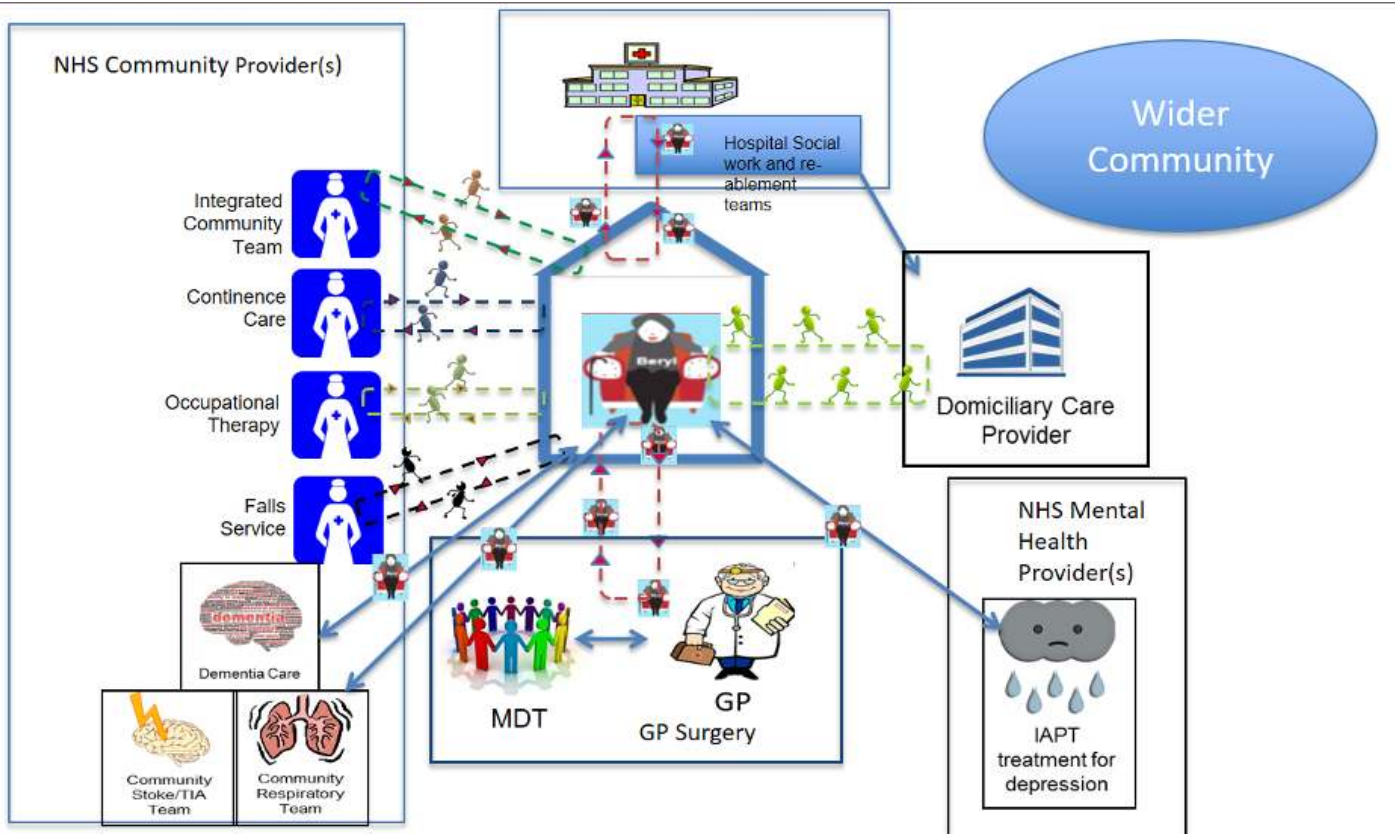 NHS Community Provider(s)
Integrated
Community
Team
Continence
Care
Occupational
Therapy
Falls
Service
dementia
Dementia Care
Community
Stoke/TIA
Team
Community
Respiratory
Team
Hospital Social
work and re-
ablement
teams
Beryl
MDT
GP
GP Surgery
Wider
Community
Domiciliary Care
Provider
NHS Mental
Health
Provider(s)
IAPT
treatment for
depression